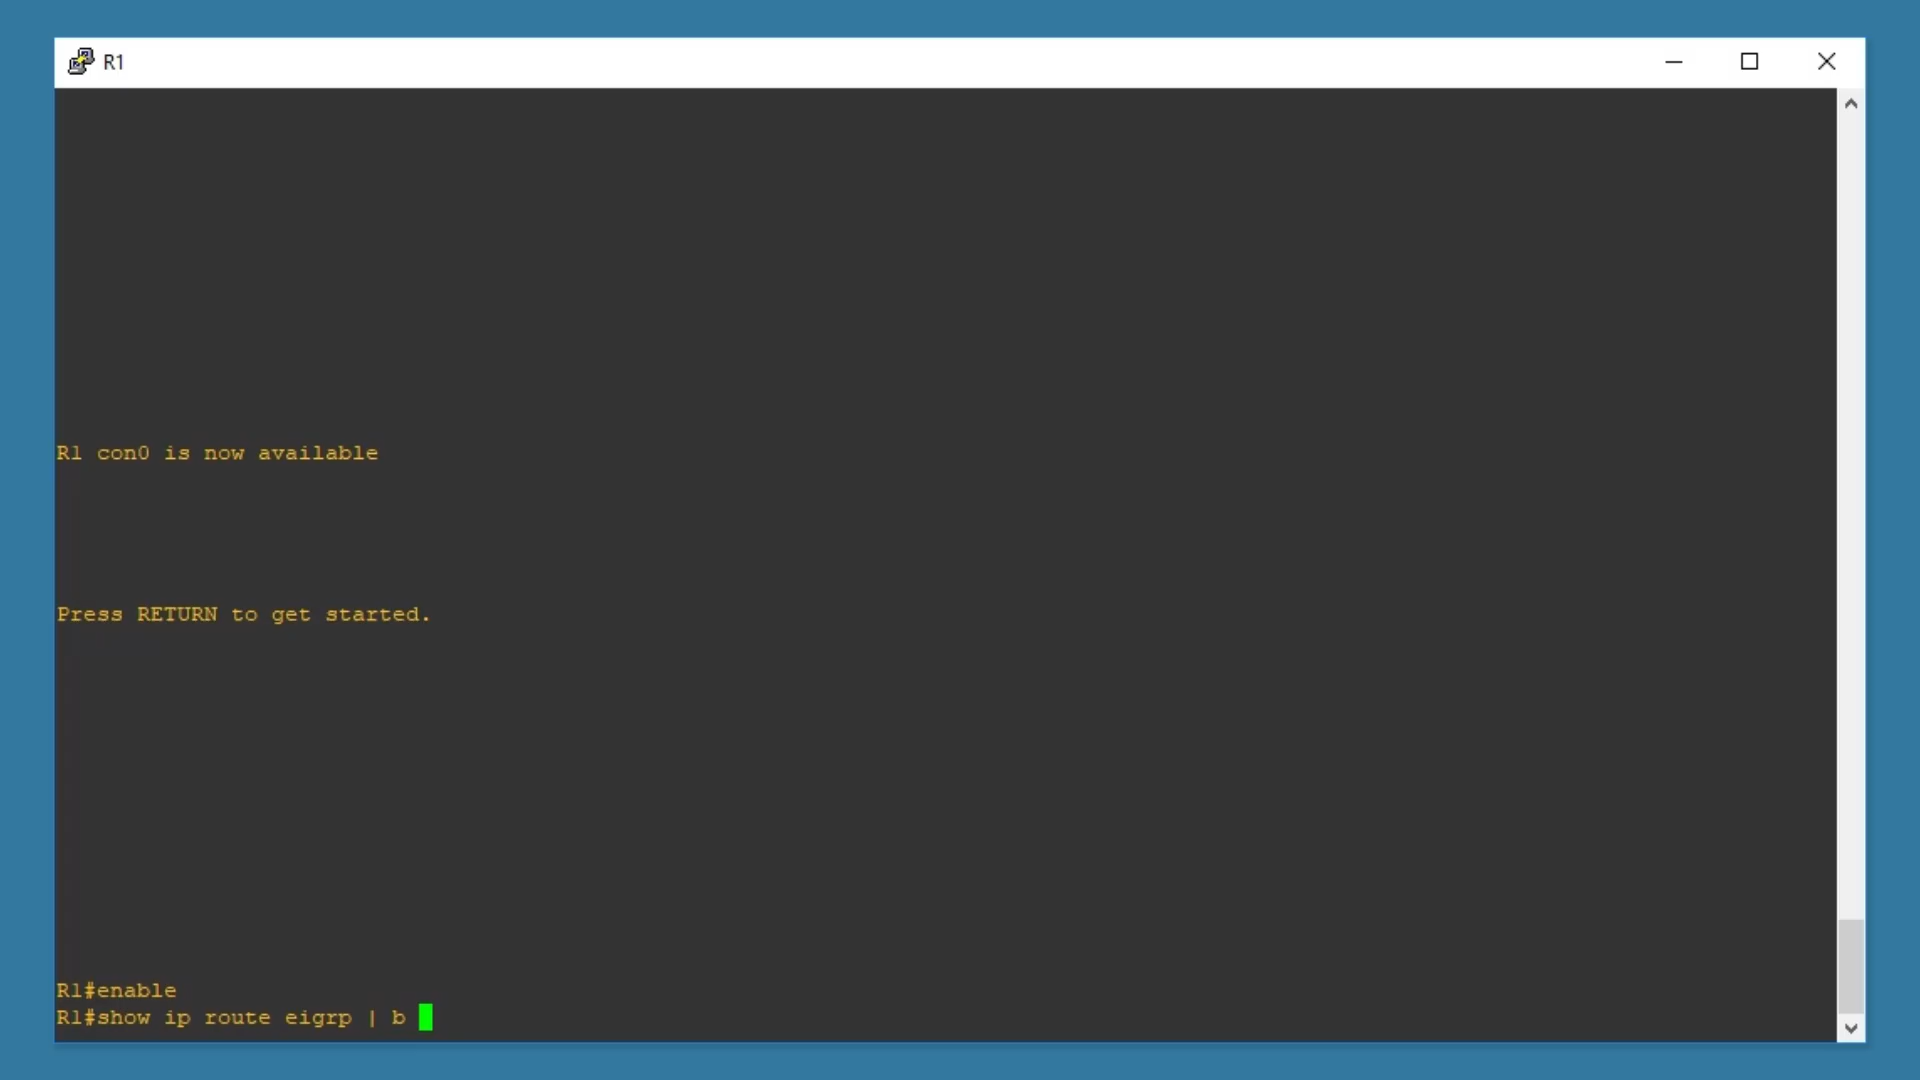 R1
R1 con0 is now available
Press RETURN to get started.
R1#enable
R1#show ip route eigrp | b